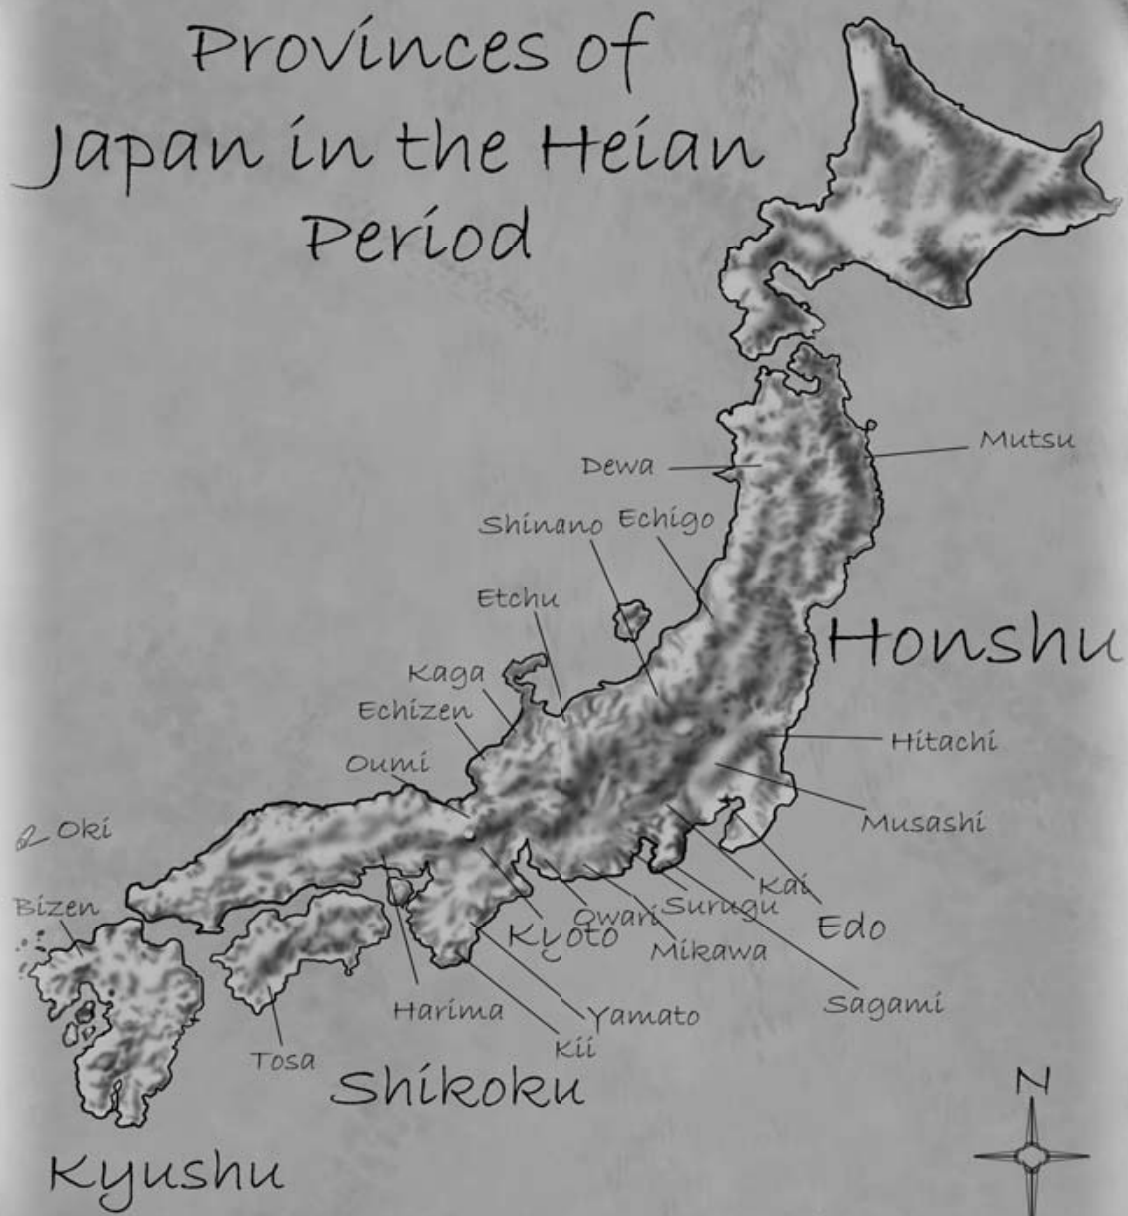 Provinces of
Japan in the Heian
Period
Mutsu
Dewa
Shinano Echigo
Etchu
Honshu
Kaga
Echizen
Hitachi
Oumi
Musashi
Oki
Kai
Bizen
Owari Surugu
Edo
Kyoto
Mikawa
Sagami
Harima
Yamato
Kii
Tosa
Shikoku
N
Kyushu